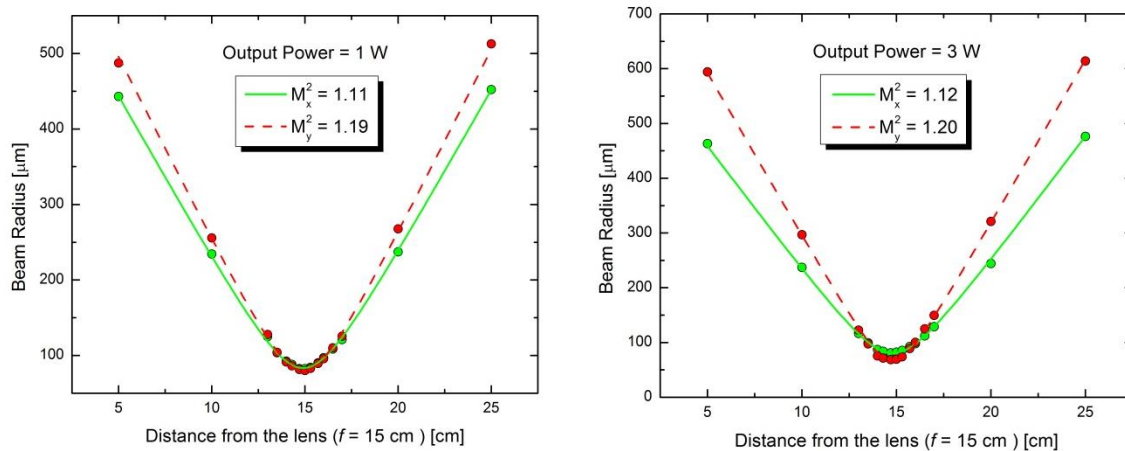 Output Power = 1 W
M²x = 1.11
M²y = 1.19
Beam Radius [μm]
500
400
300
200
100
5 10 15 20 25
Distance from the lens (f = 15 cm ) [cm]
Output Power = 3 W
M²x = 1.12
M²y = 1.20
Beam Radius [μm]
700
600
500
400
300
200
100
0
5 10 15 20 25
Distance from the lens (f = 15 cm ) [cm]